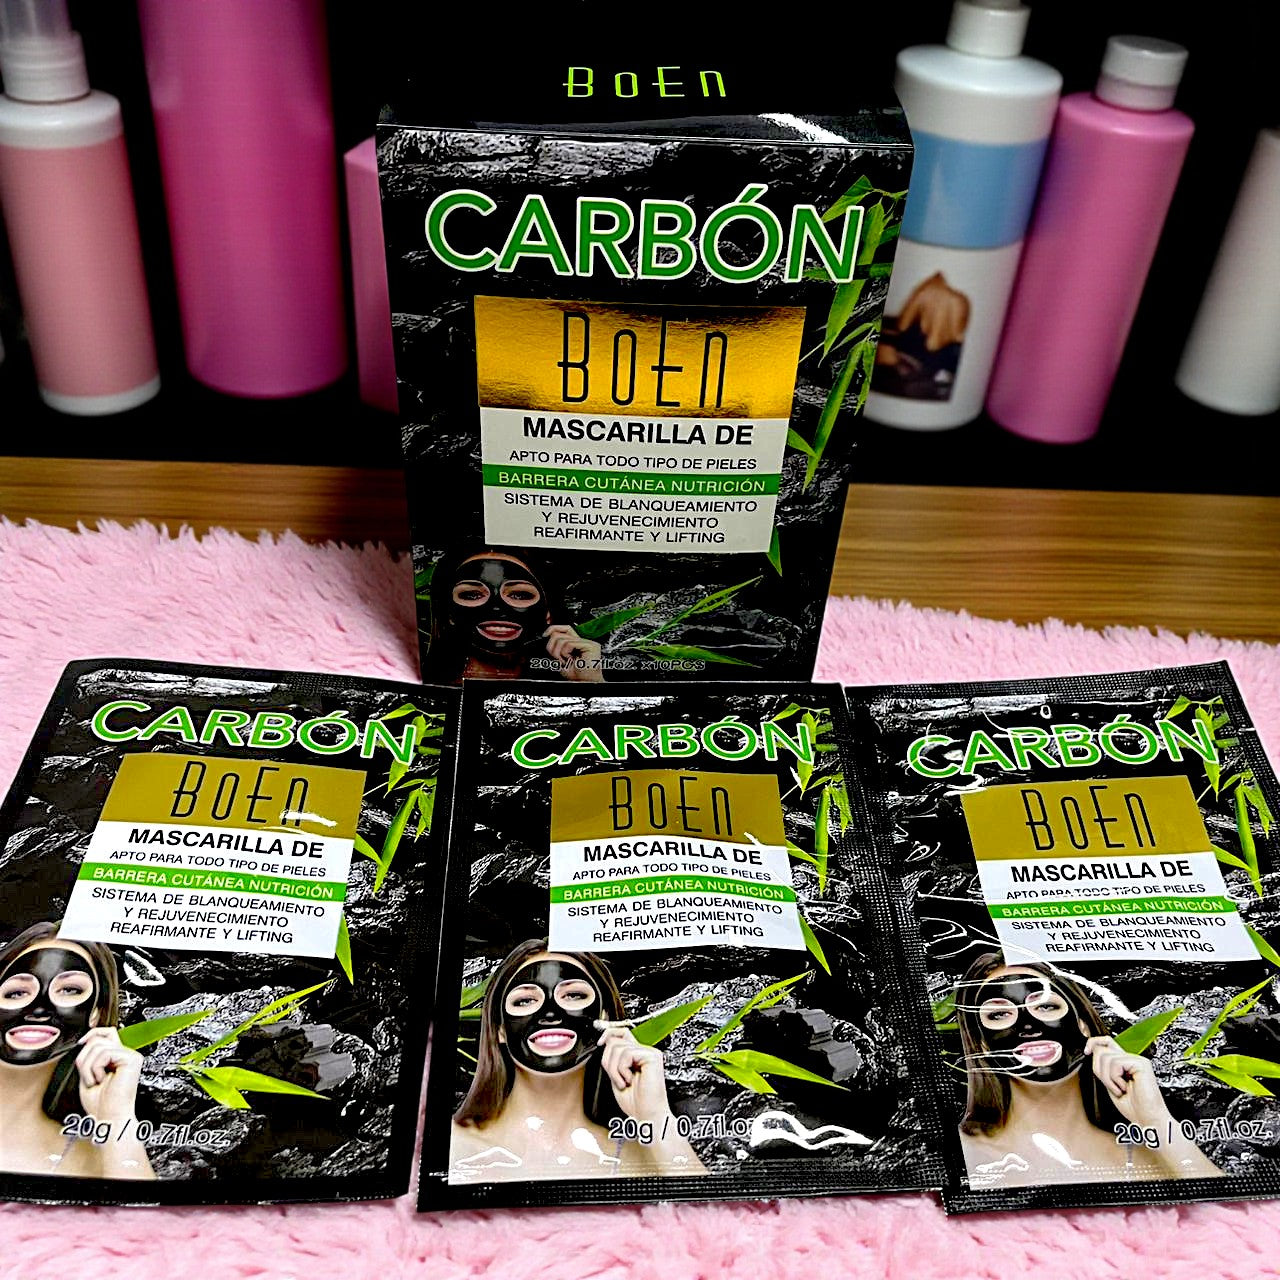 BoEn
CARBÓN
BoEn
MASCARILLA DE
APTO PARA TODO TIPO DE PIELES
BARRERA CUTÁNEA NUTRICIÓN
SISTEMA DE BLANQUEAMIENTO
Y REJUVENECIMIENTO
REAFIRMANTE Y LIFTING
20g / 0.7fl.oz. x10PCS
CARBÓN
BoEn
MASCARILLA DE
APTO PARA TODO TIPO DE PIELES
BARRERA CUTÁNEA NUTRICIÓN
SISTEMA DE BLANQUEAMIENTO
Y REJUVENECIMIENTO
REAFIRMANTE Y LIFTING
20g / 0.7fl.oz.
CARBÓN
BoEn
MASCARILLA DE
APTO PARA TODO TIPO DE PIELES
BARRERA CUTÁNEA NUTRICIÓN
SISTEMA DE BLANQUEAMIENTO
Y REJUVENECIMIENTO
REAFIRMANTE Y LIFTING
20g / 0.7fl.oz
CARBÓN
BoEn
MASCARILLA DE
APTO PARA TODO TIPO DE PIELES
BARRERA CUTÁNEA NUTRICIÓN
SISTEMA DE BLANQUEAMIENTO
Y REJUVENECIMIENTO
REAFIRMANTE Y LIFTING
20g / 0.7fl.oz.